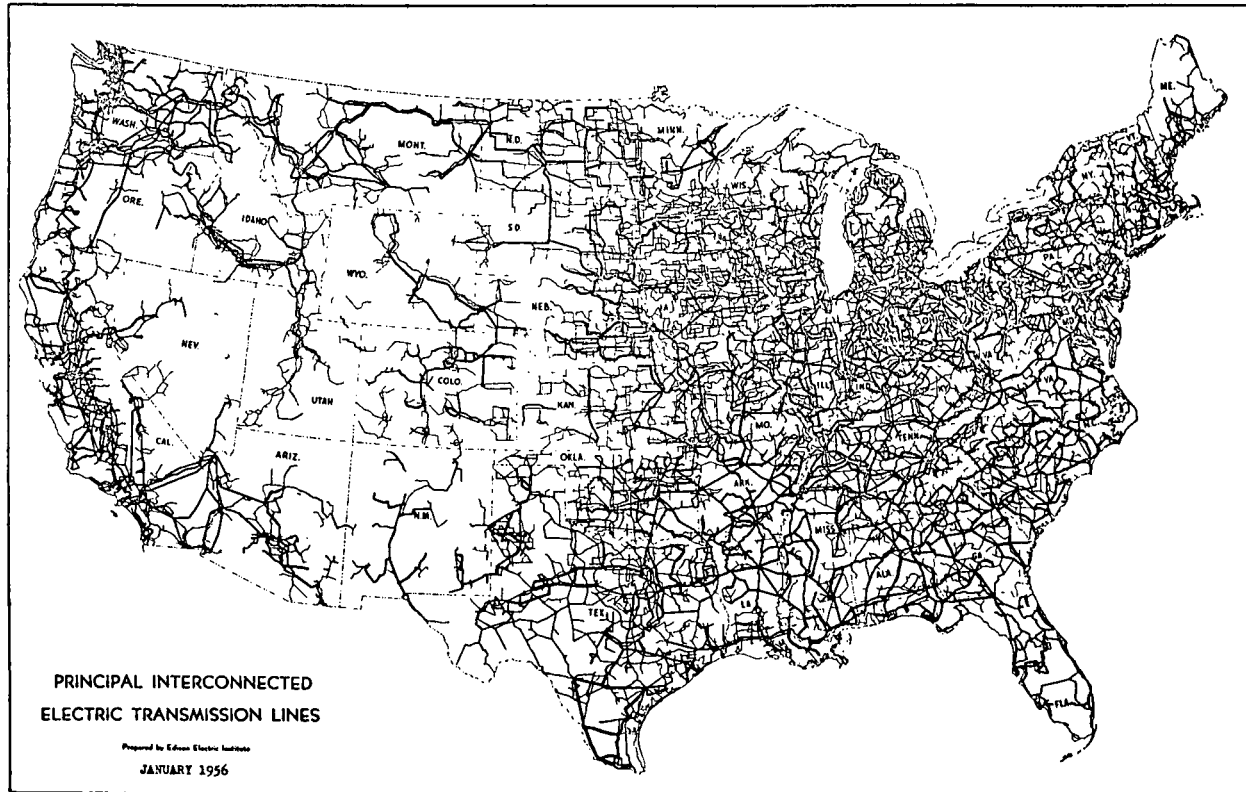 ME.
WASH.
MONT.
N.D.
MINN.
WIS.
MICH.
N.Y.
ORE.
IDAHO
S.D.
WYO.
PA.
NEB.
IA.
NEV.
UTAH
COLO.
KAN.
ILL.
IND.
KY.
VA.
MO.
CAL.
ARIZ.
OKLA.
TENN.
ARK.
N.M.
MISS.
ALA.
GA.
TEX.
LA.
FLA.
PRINCIPAL INTERCONNECTED
ELECTRIC TRANSMISSION LINES
Prepared by Edison Electric Institute
JANUARY 1956